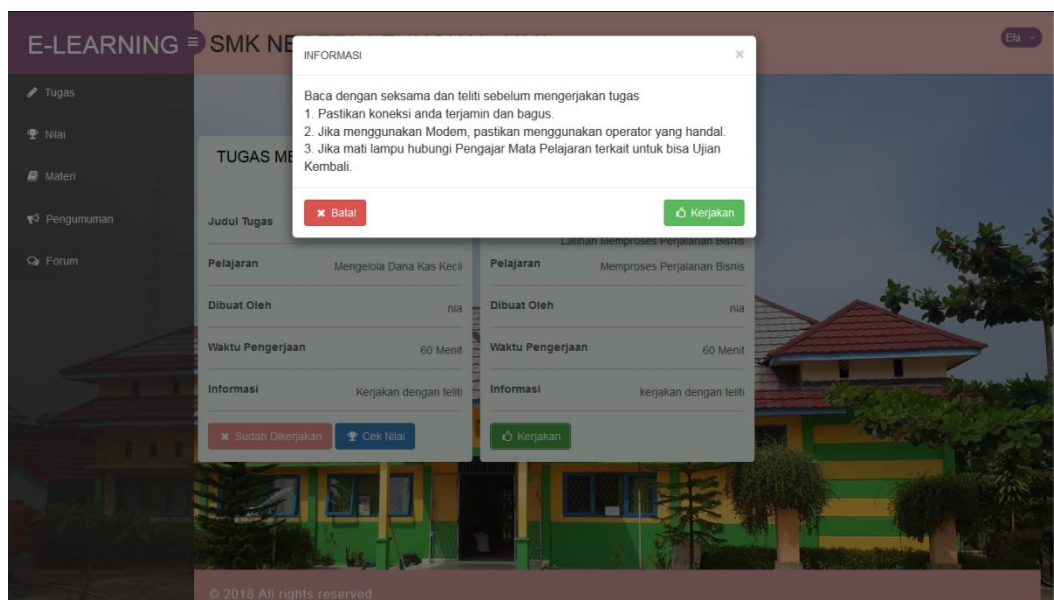 E-LEARNING
SMK NE
Efa
INFORMASI
×
Baca dengan seksama dan teliti sebelum mengerjakan tugas
1. Pastikan koneksi anda terjamin dan bagus.
2. Jika menggunakan Modem, pastikan menggunakan operator yang handal.
3. Jika mati lampu hubungi Pengajar Mata Pelajaran terkait untuk bisa Ujian
Kembali.
Batal
Kerjakan
Tugas
Nilai
Materi
Pengumuman
Forum
TUGAS ME
Judul Tugas
Pelajaran Mengelola Dana Kas Kecil
Dibuat Oleh nia
Waktu Pengerjaan 60 Menit
Informasi Kerjakan dengan teliti
Sudah Dikerjakan Cek Nilai
Latihan Memproses Perjalanan Bisnis
Pelajaran Memproses Perjalanan Bisnis
Dibuat Oleh nia
Waktu Pengerjaan 60 Menit
Informasi kerjakan dengan teliti
Kerjakan
© 2018 All rights reserved